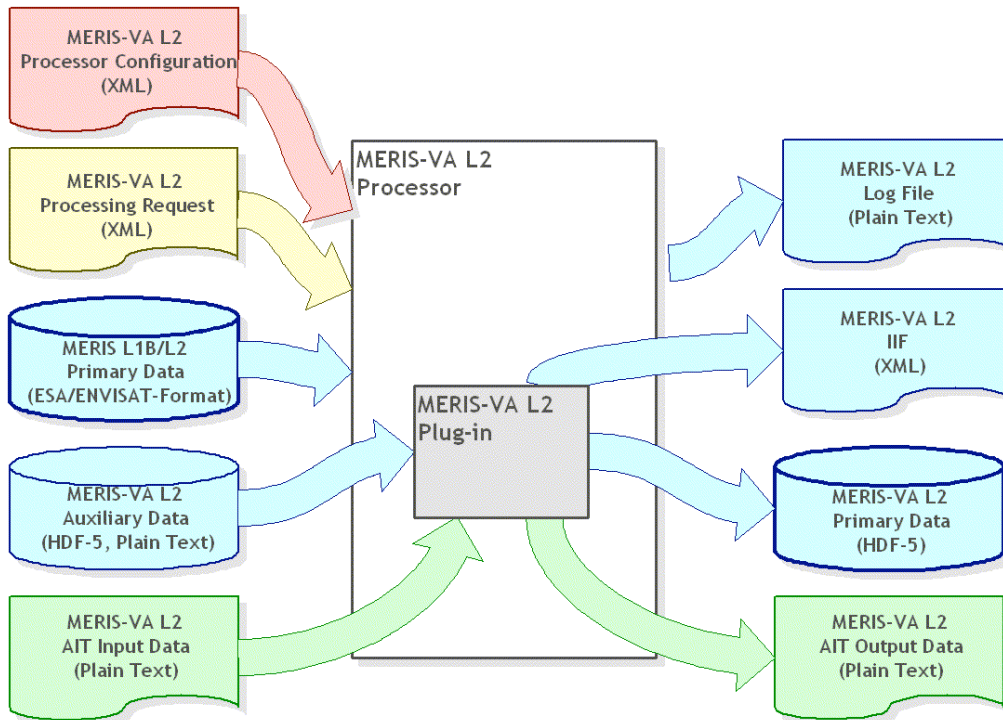 MERIS-VA L2
Processor Configuration
(XML)
MERIS-VA L2
Processing Request
(XML)
MERIS L1B/L2
Primary Data
(ESA/ENVISAT-Format)
MERIS-VA L2
Auxiliary Data
(HDF-5, Plain Text)
MERIS-VA L2
AIT Input Data
(Plain Text)
MERIS-VA L2
Processor
MERIS-VA L2
Plug-in
MERIS-VA L2
Log File
(Plain Text)
MERIS-VA L2
IIF
(XML)
MERIS-VA L2
Primary Data
(HDF-5)
MERIS-VA L2
AIT Output Data
(Plain Text)